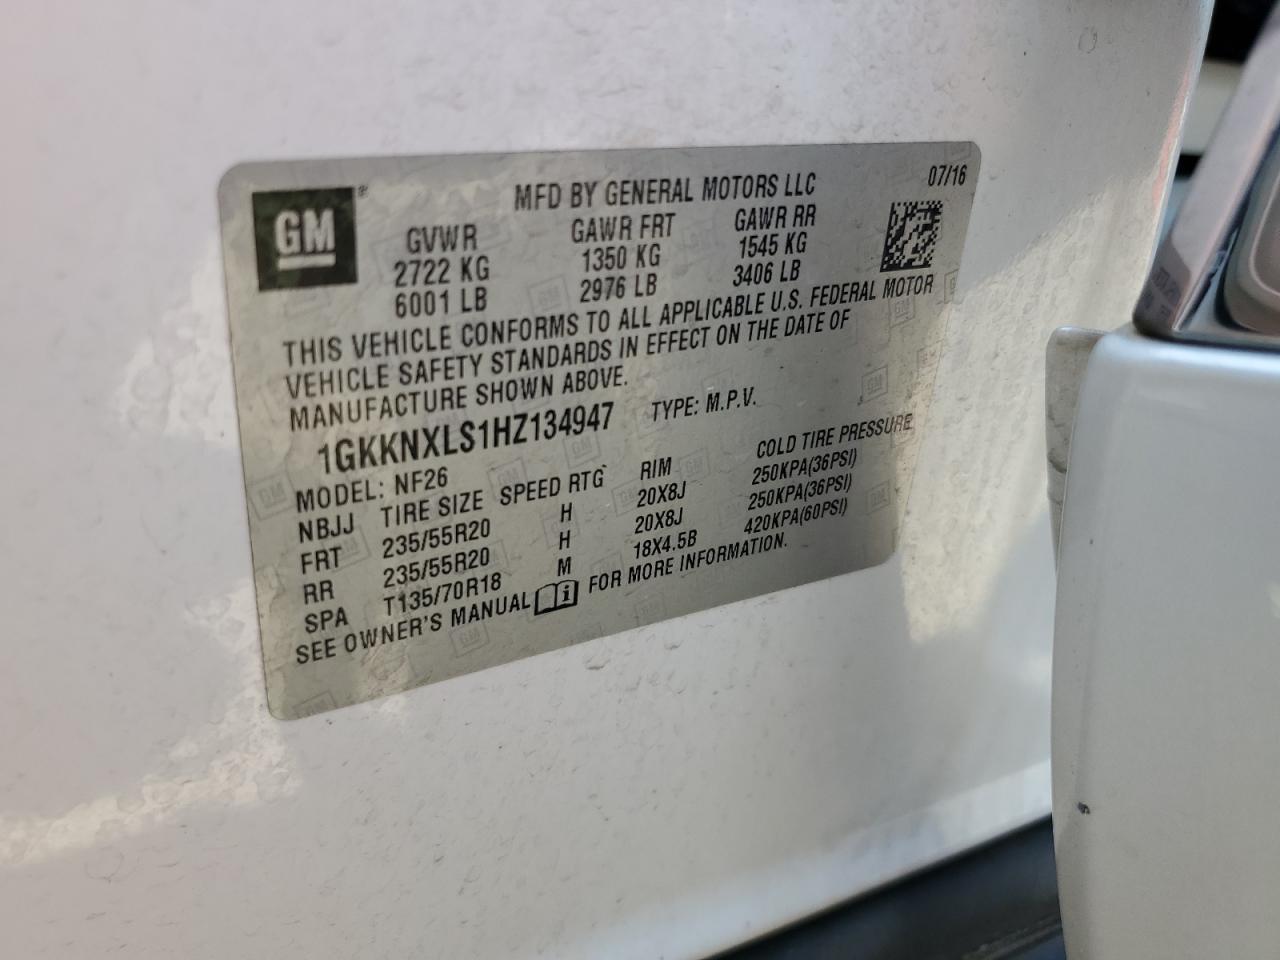 GM
®
MFD BY GENERAL MOTORS LLC
07/16
GVWR GAWR FRT GAWR RR
2722 KG 1350 KG 1545 KG
6001 LB 2976 LB 3406 LB
THIS VEHICLE CONFORMS TO ALL APPLICABLE U.S. FEDERAL MOTOR
VEHICLE SAFETY STANDARDS IN EFFECT ON THE DATE OF
MANUFACTURE SHOWN ABOVE.
1GKKNXLS1HZ134947 TYPE: M.P.V.
MODEL: NF26
NBJJ TIRE SIZE SPEED RTG RIM COLD TIRE PRESSURE
FRT 235/55R20 H 20X8J 250KPA(36PSI)
RR 235/55R20 H 20X8J 250KPA(36PSI)
SPA T135/70R18 M 18X4.5B 420KPA(60PSI)
SEE OWNER'S MANUAL i FOR MORE INFORMATION.